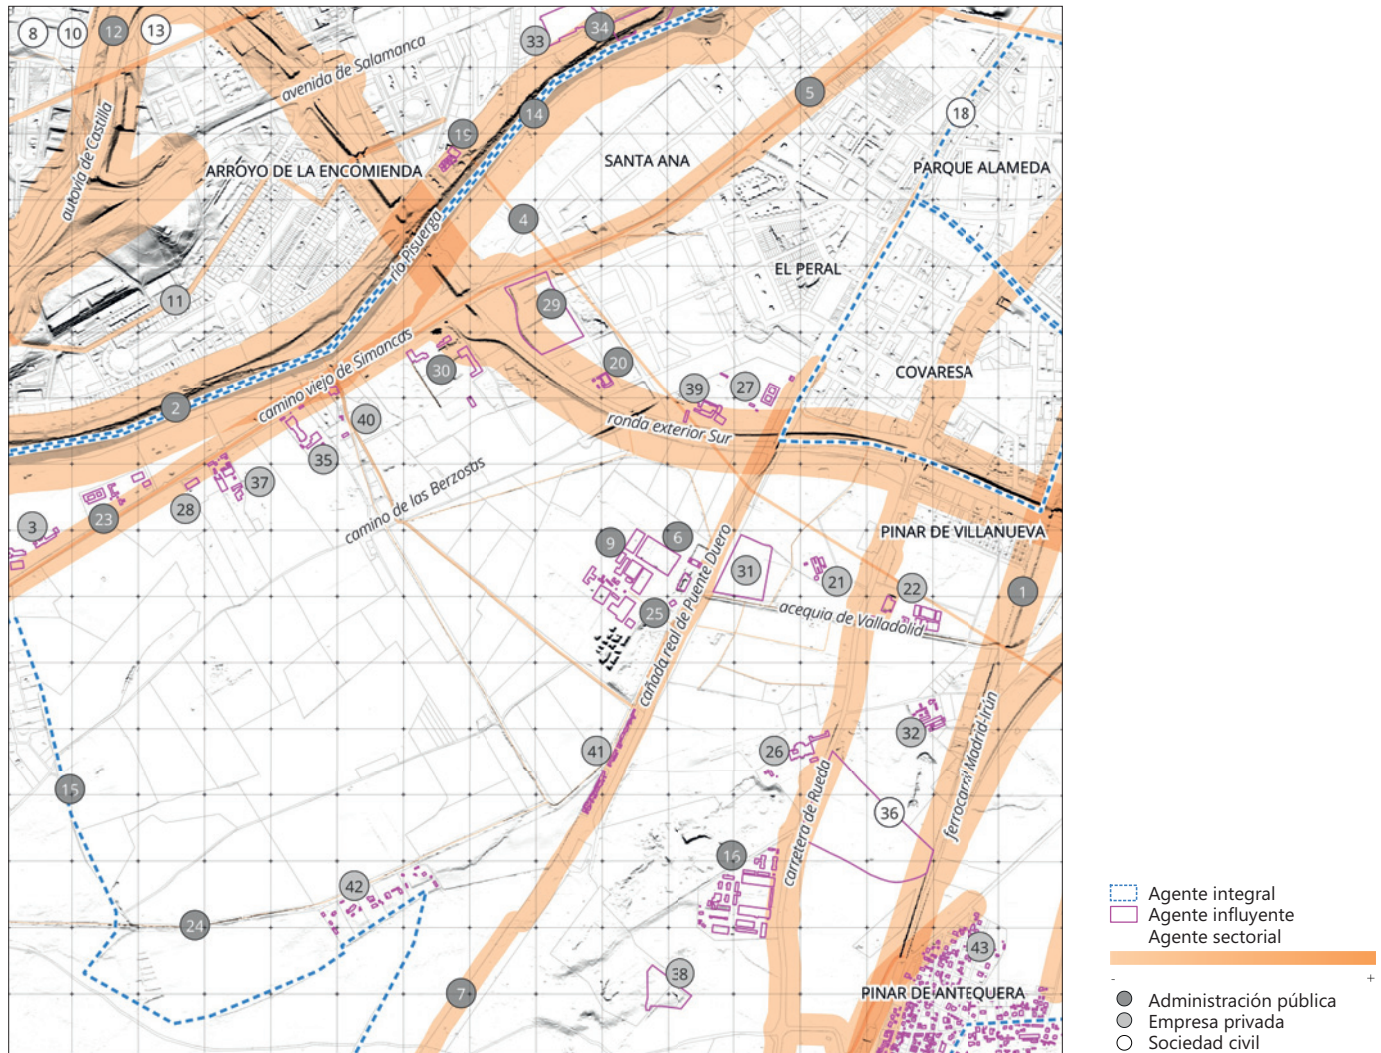 8 10 12 13
33 34
avenida de Salamanca
5
14
18
autovía de Castilla
19
SANTA ANA
PARQUE ALAMEDA
ARROYO DE LA ENCOMIENDA
4
río Pisuerga
EL PERAL
11
29
camino viejo de Simancas
30
20
COVARESA
39 27
2
40
ronda exterior Sur
35
37
camino de las Berzosas
28
23
3
PINAR DE VILLANUEVA
9 6
31
21
22
1
25
cañada real de Puente Duero
acequia de Valladolid
32
41
26
ferrocarril Madrid-Irún
15
36
carretera de Rueda
16
42
24
43
38
7
PINAR DE ANTEQUERA
Agente integral
Agente influyente
Agente sectorial
- +
Administración pública
Empresa privada
Sociedad civil